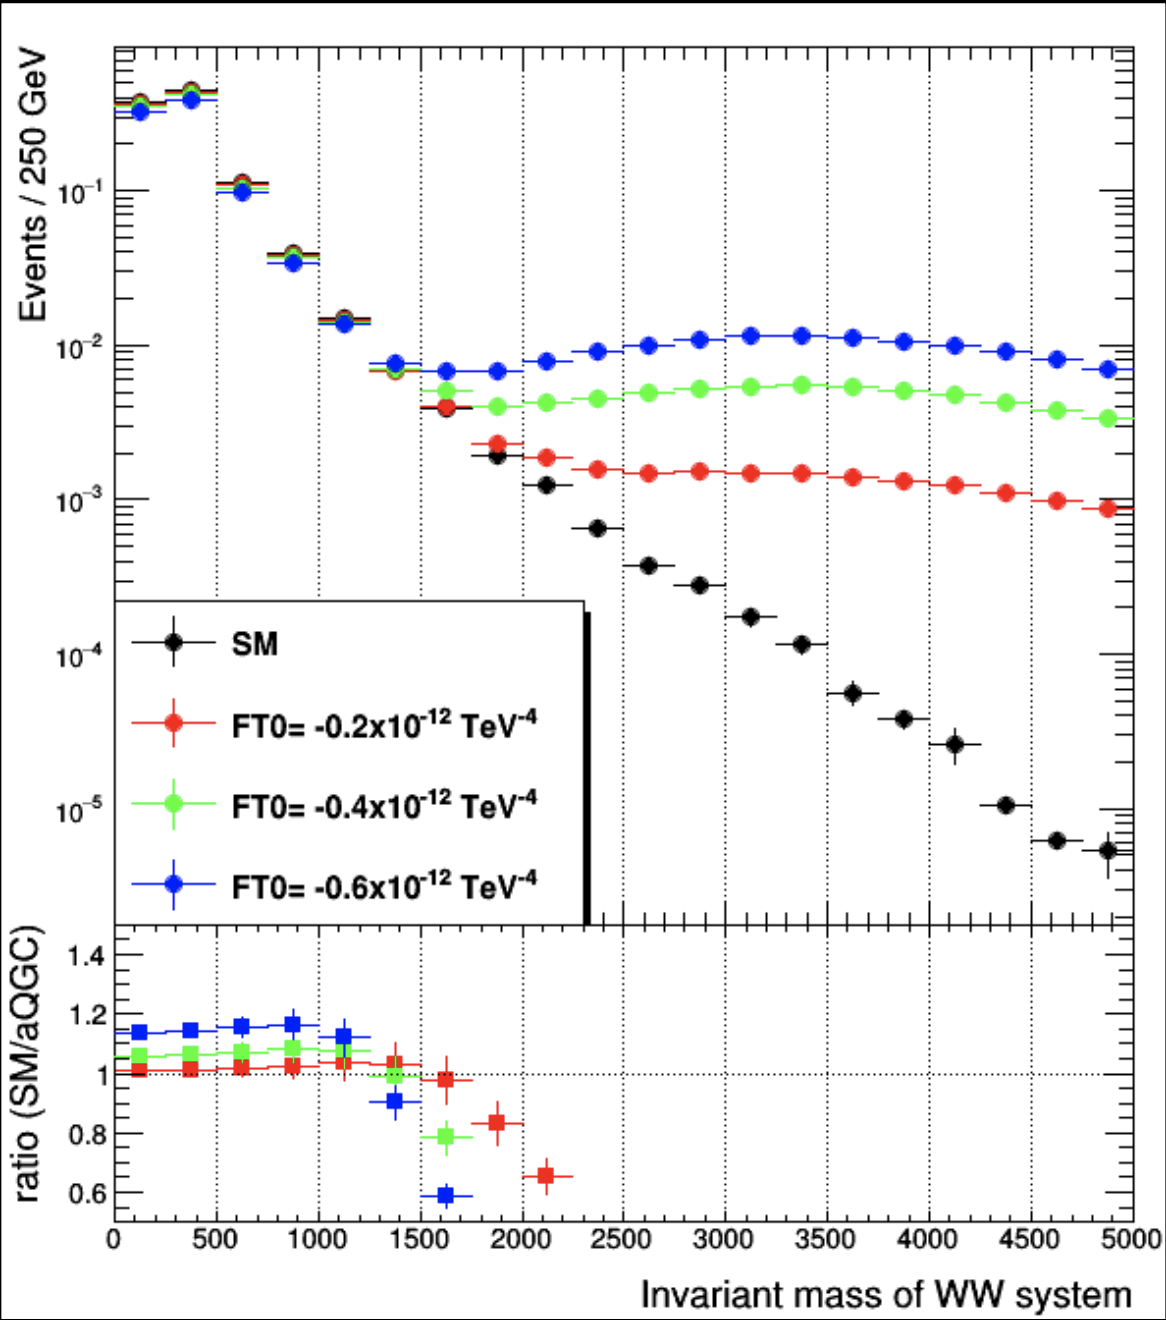 Events / 250 GeV
10⁻¹
10⁻²
10⁻³
10⁻⁴
10⁻⁵
SM
FT0= -0.2x10⁻¹² TeV⁻⁴
FT0= -0.4x10⁻¹² TeV⁻⁴
FT0= -0.6x10⁻¹² TeV⁻⁴
ratio (SM/aQGC)
1.4
1.2
1
0.8
0.6
0 500 1000 1500 2000 2500 3000 3500 4000 4500 5000
Invariant mass of WW system